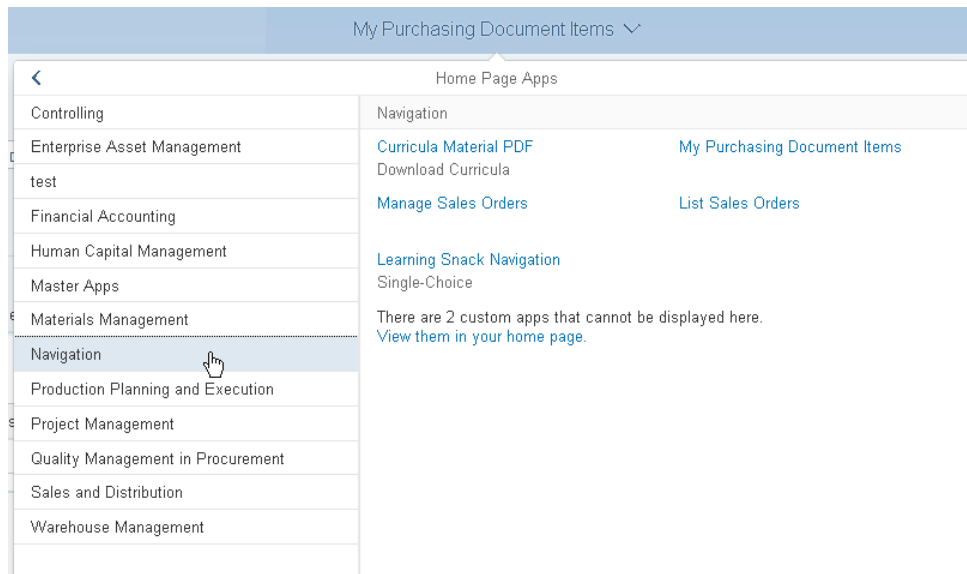 My Purchasing Document Items
Home Page Apps
Controlling
Enterprise Asset Management
test
Financial Accounting
Human Capital Management
Master Apps
Materials Management
Navigation
Production Planning and Execution
Project Management
Quality Management in Procurement
Sales and Distribution
Warehouse Management
Navigation
Curricula Material PDF
Download Curricula
My Purchasing Document Items
Manage Sales Orders
List Sales Orders
Learning Snack Navigation
Single-Choice
There are 2 custom apps that cannot be displayed here.
View them in your home page.